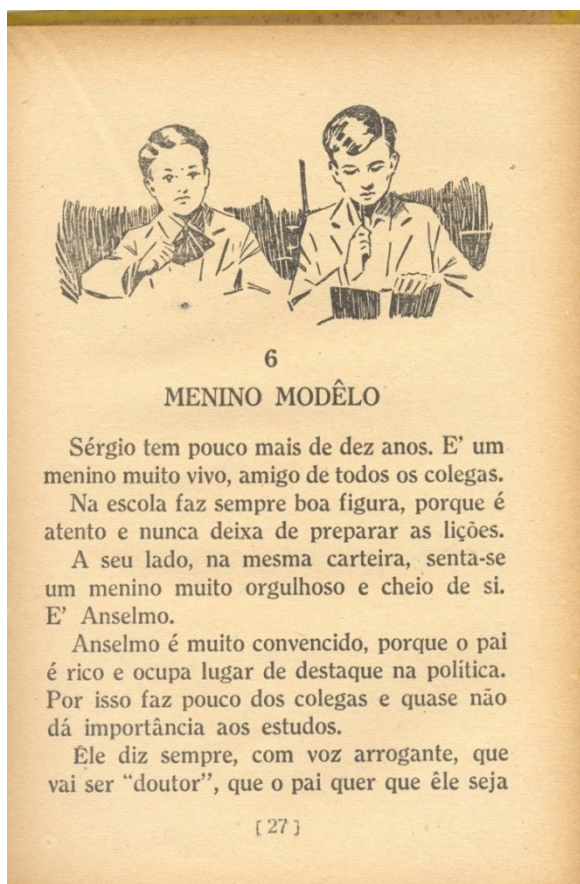 6
MENINO MODÊLO
Sérgio tem pouco mais de dez anos. E' um
menino muito vivo, amigo de todos os colegas.
Na escola faz sempre boa figura, porque é
atento e nunca deixa de preparar as lições.
A seu lado, na mesma carteira, senta-se
um menino muito orgulhoso e cheio de si.
E' Anselmo.
Anselmo é muito convencido, porque o pai
é rico e ocupa lugar de destaque na política.
Por isso faz pouco dos colegas e quase não
dá importância aos estudos.
Êle diz sempre, com voz arrogante, que
vai ser “doutor”, que o pai quer que êle seja
[ 27 ]